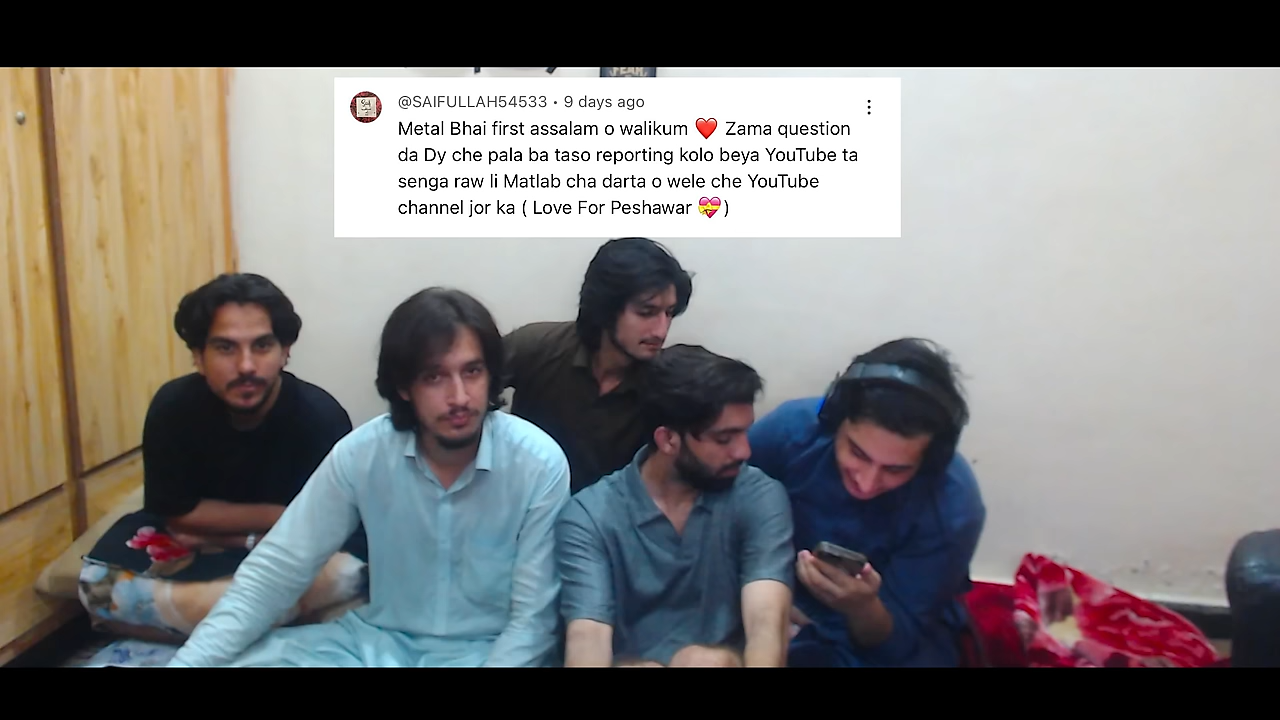 @SAIFULLAH54533 • 9 days ago
Metal Bhai first assalam o walikum ❤️ Zama question
da Dy che pala ba taso reporting kolo beya YouTube ta
senga raw li Matlab cha darta o wele che YouTube
channel jor ka ( Love For Peshawar 💝 )